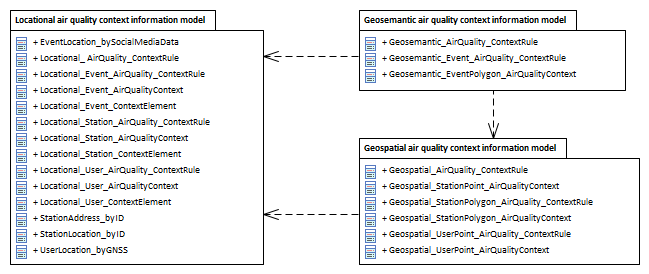 Locational air quality context information model
+ EventLocation_bySocialMediaData
+ Locational_ AirQuality_ContextRule
+ Locational_Event_AirQuality_ContextRule
+ Locational_Event_AirQualityContext
+ Locational_Event_ContextElement
+ Locational_Station_AirQuality_ContextRule
+ Locational_Station_AirQualityContext
+ Locational_Station_ContextElement
+ Locational_User_AirQuality_ContextRule
+ Locational_User_AirQualityContext
+ Locational_User_ContextElement
+ StationAddress_byID
+ StationLocation_byID
+ UserLocation_byGNSS
Geosemantic air quality context information model
+ Geosemantic_AirQuality_ContextRule
+ Geosemantic_Event_AirQuality_ContextRule
+ Geosemantic_EventPolygon_AirQualityContext
Geospatial air quality context information model
+ Geospatial_AirQuality_ContextRule
+ Geospatial_StationPoint_AirQualityContext
+ Geospatial_StationPolygon_AirQuality_ContextRule
+ Geospatial_StationPolygon_AirQualityContext
+ Geospatial_UserPoint_AirQuality_ContextRule
+ Geospatial_UserPoint_AirQualityContext